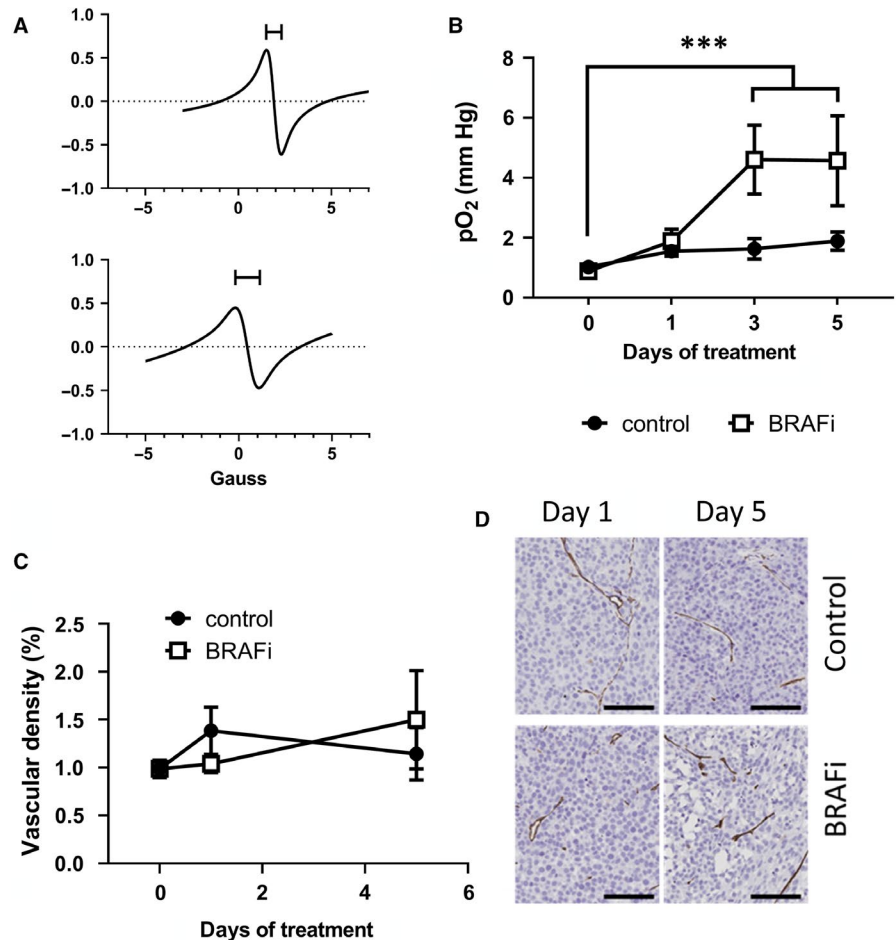 A
1.0
0.5
0.0
–0.5
–1.0
–5
0
5
1.0
0.5
0.0
–0.5
–1.0
–5
0
5
Gauss
B
***
8
6
4
2
0
pO2 (mm Hg)
0
1
3
5
Days of treatment
control
BRAFi
C
control
BRAFi
2.5
2.0
1.5
1.0
0.5
0.0
Vascular density (%)
0
2
4
6
Days of treatment
D
Day 1
Day 5
Control
BRAFi